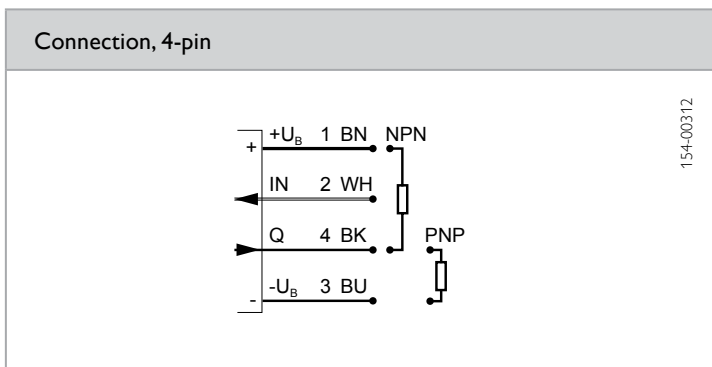 Connection, 4-pin
+U_B 1 BN NPN
+
IN 2 WH
Q 4 BK PNP
-U_B 3 BU
-
154-00312